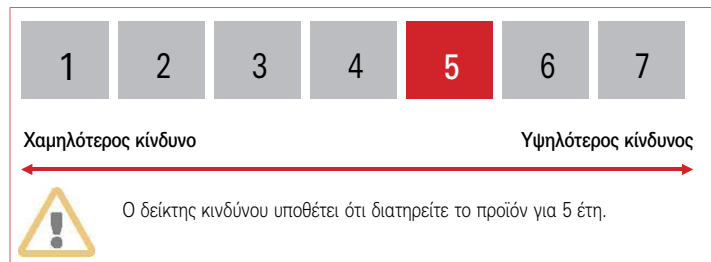 1 2 3 4 5 6 7
Χαμηλότερος κίνδυνο Υψηλότερος κίνδυνος
Ο δείκτης κινδύνου υποθέτει ότι διατηρείτε το προϊόν για 5 έτη.